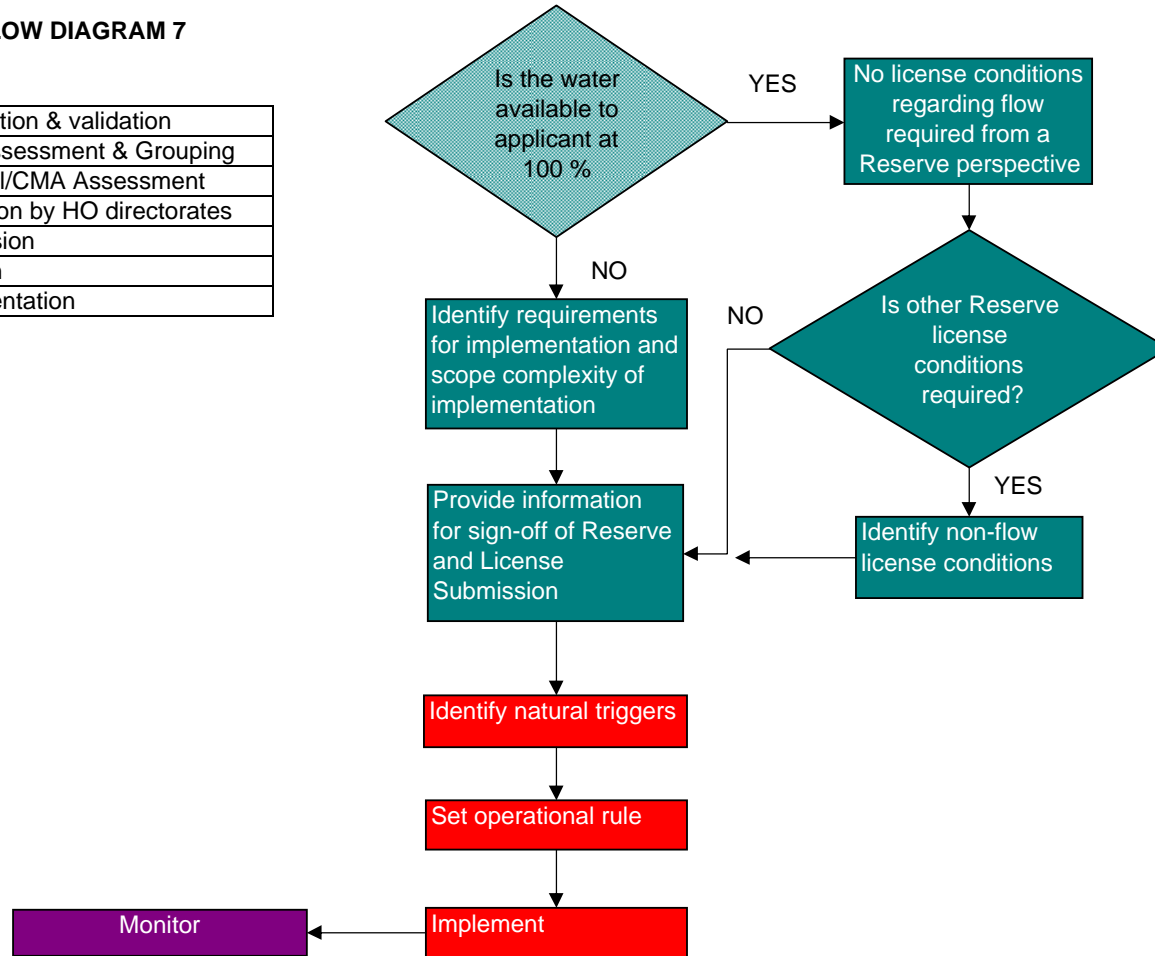 LOW DIAGRAM 7
tion & validation
ssessment & Grouping
l/CMA Assessment
on by HO directorates
sion
n
entation
Is the water
available to
applicant at
100 %
YES
No license conditions
regarding flow
required from a
Reserve perspective
NO
Identify requirements
for implementation and
scope complexity of
implementation
NO
Is other Reserve
license
conditions
required?
YES
Provide information
for sign-off of Reserve
and License
Submission
Identify non-flow
license conditions
Identify natural triggers
Set operational rule
Monitor
Implement